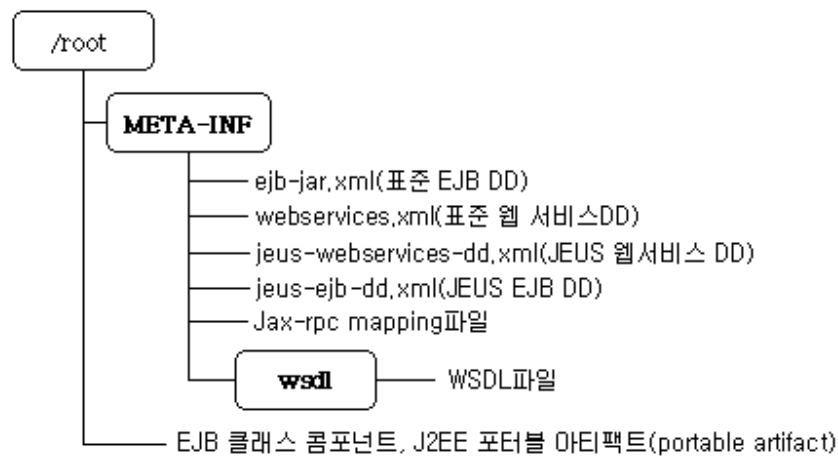 /root
META-INF
ejb-jar.xml(표준 EJB DD)
webservices.xml(표준 웹 서비스DD)
jeus-webservices-dd.xml(JEUS 웹서비스 DD)
jeus-ejb-dd.xml(JEUS EJB DD)
Jax-rpc mapping파일
wsdl
WSDL파일
EJB 클래스 콤포넌트, J2EE 포터블 아티팩트(portable artifact)